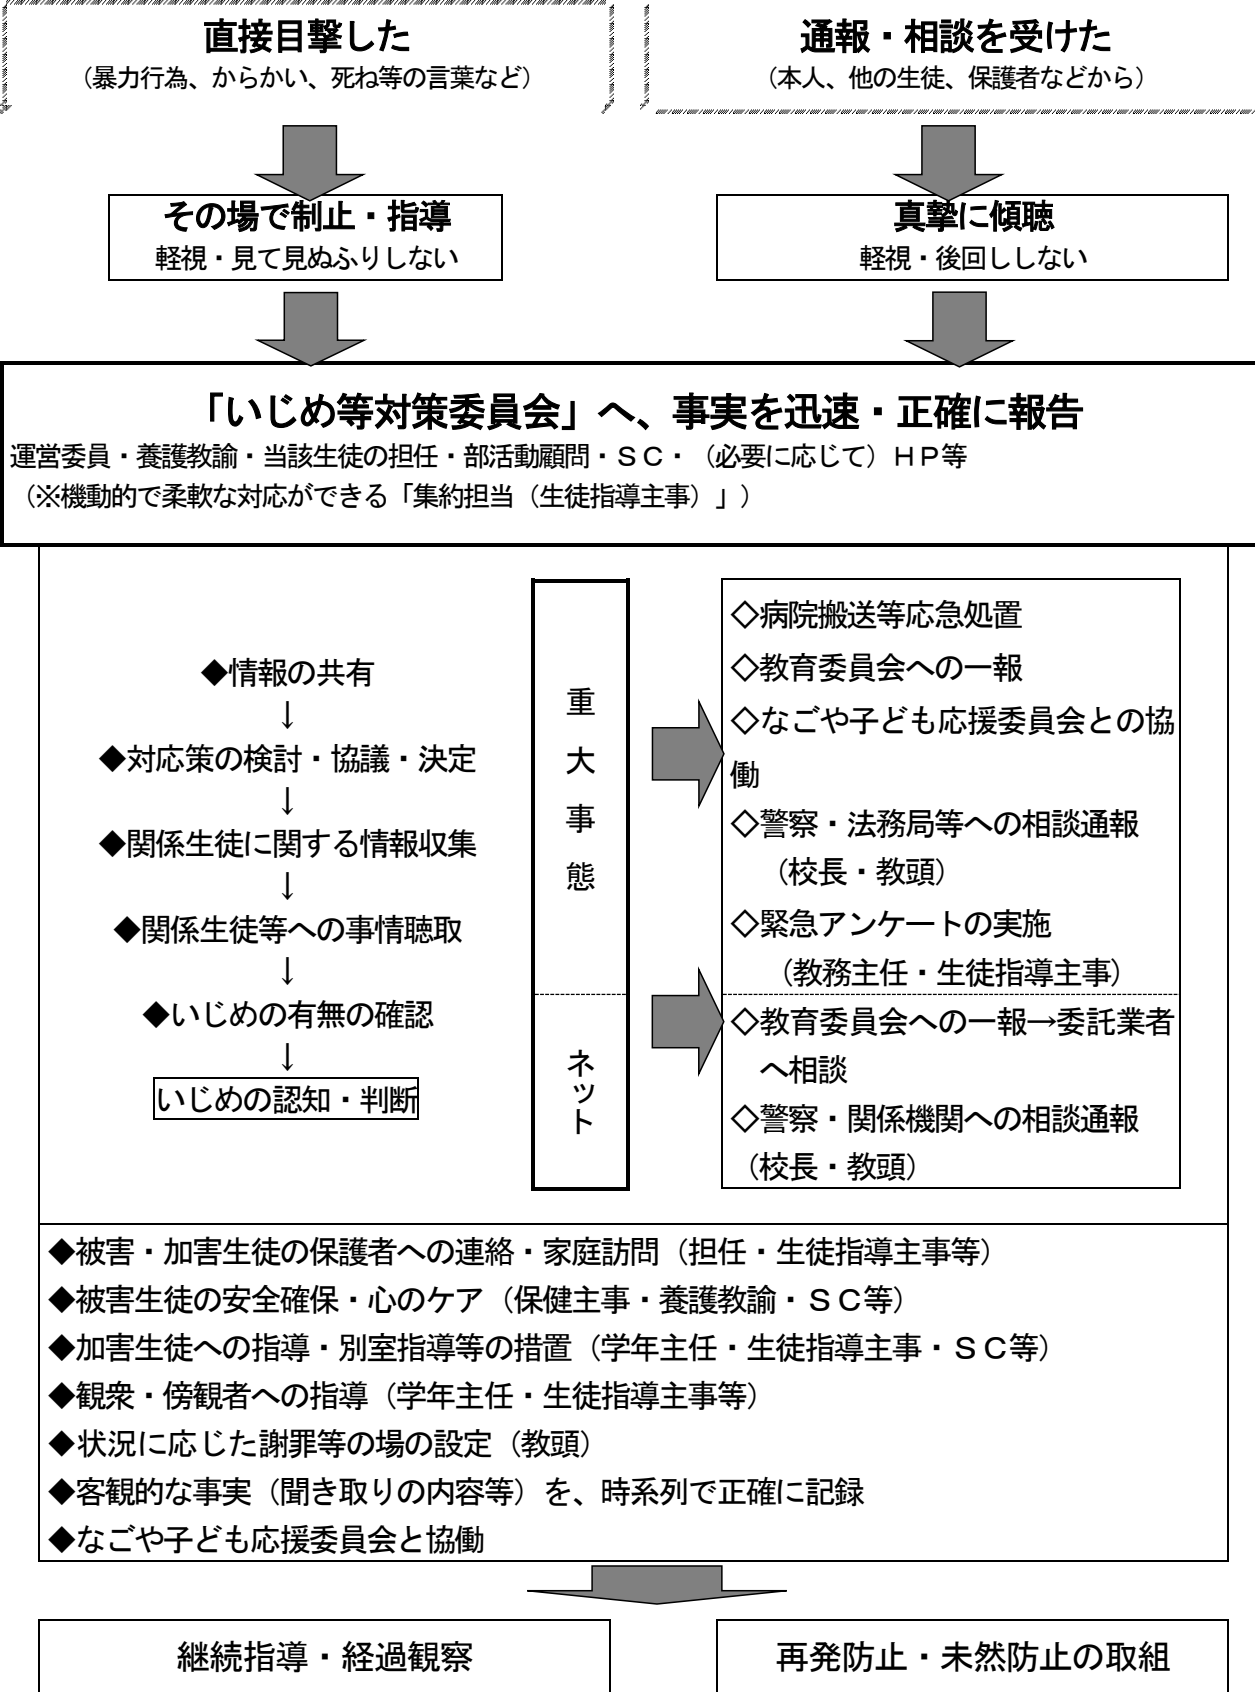 直接目撃した
（暴力行為、からかい、死ね等の言葉など）
通報・相談を受けた
（本人、他の生徒、保護者などから）
その場で制止・指導
軽視・見て見ぬふりしない
真摯に傾聴
軽視・後回ししない
「いじめ等対策委員会」へ、事実を迅速・正確に報告
運営委員・養護教諭・当該生徒の担任・部活動顧問・ＳＣ・（必要に応じて）ＨＰ等
（※機動的で柔軟な対応ができる「集約担当（生徒指導主事）」）
◆情報の共有
↓
◆対応策の検討・協議・決定
↓
◆関係生徒に関する情報収集
↓
◆関係生徒等への事情聴取
↓
◆いじめの有無の確認
↓
いじめの認知・判断
重大事態
◇病院搬送等応急処置
◇教育委員会への一報
◇なごや子ども応援委員会との協
働
◇警察・法務局等への相談通報
（校長・教頭）
◇緊急アンケートの実施
（教務主任・生徒指導主事）
ネット
◇教育委員会への一報→委託業者
へ相談
◇警察・関係機関への相談通報
（校長・教頭）
◆被害・加害生徒の保護者への連絡・家庭訪問（担任・生徒指導主事等）
◆被害生徒の安全確保・心のケア（保健主事・養護教諭・ＳＣ等）
◆加害生徒への指導・別室指導等の措置（学年主任・生徒指導主事・ＳＣ等）
◆観衆・傍観者への指導（学年主任・生徒指導主事等）
◆状況に応じた謝罪等の場の設定（教頭）
◆客観的な事実（聞き取りの内容等）を、時系列で正確に記録
◆なごや子ども応援委員会と協働
継続指導・経過観察
再発防止・未然防止の取組